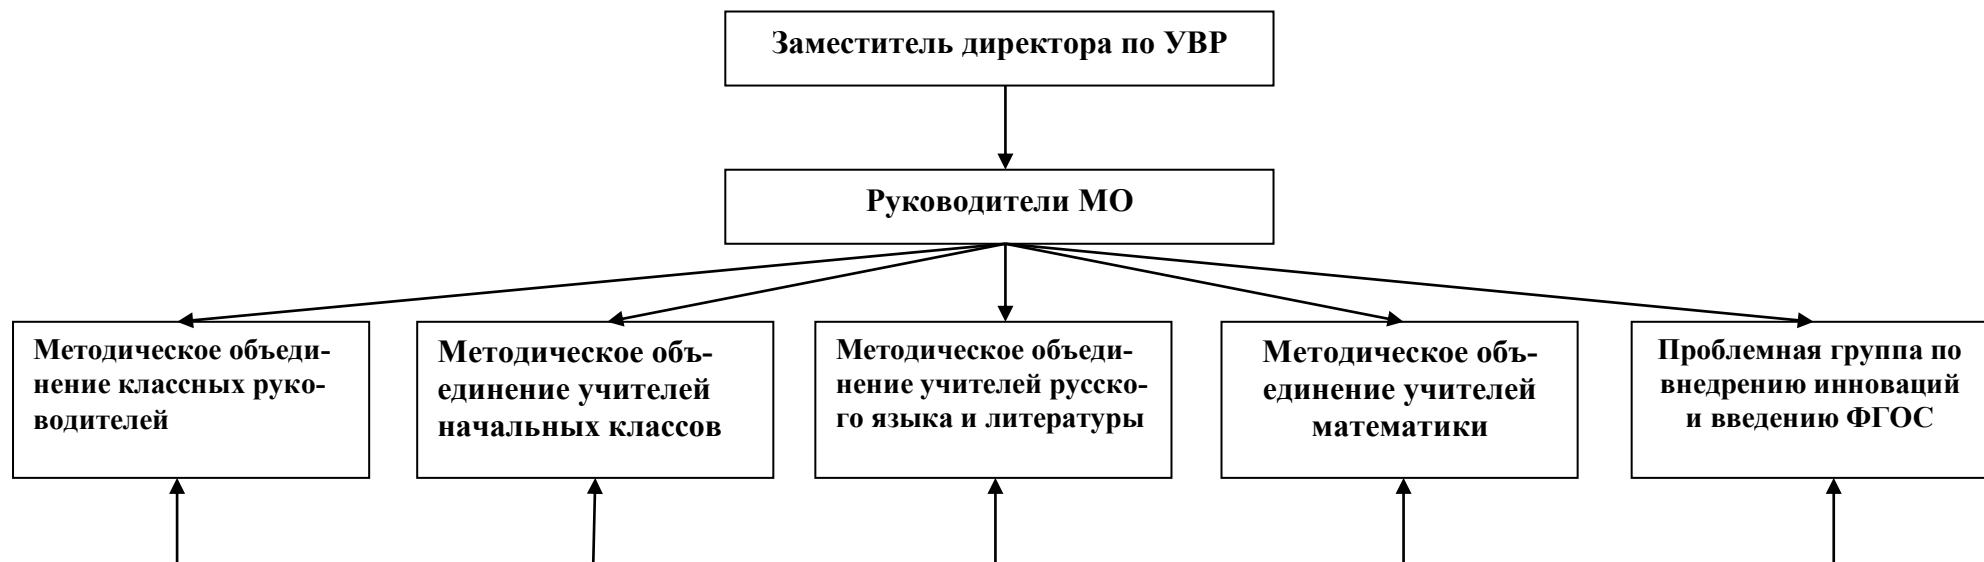 Заместитель директора по УВР
Руководители МО
Методическое объеди-
нение классных руко-
водителей
Методическое объ-
единение учителей
начальных классов
Методическое объеди-
нение учителей русско-
го языка и литературы
Методическое объ-
единение учителей
математики
Проблемная группа по
внедрению инноваций
и введению ФГОС